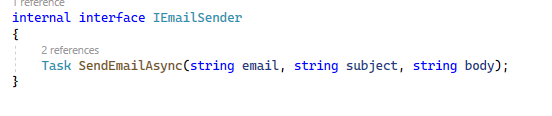 1 reference
internal interface IEmailSender
{
2 references
Task SendEmailAsync(string email, string subject, string body);
}